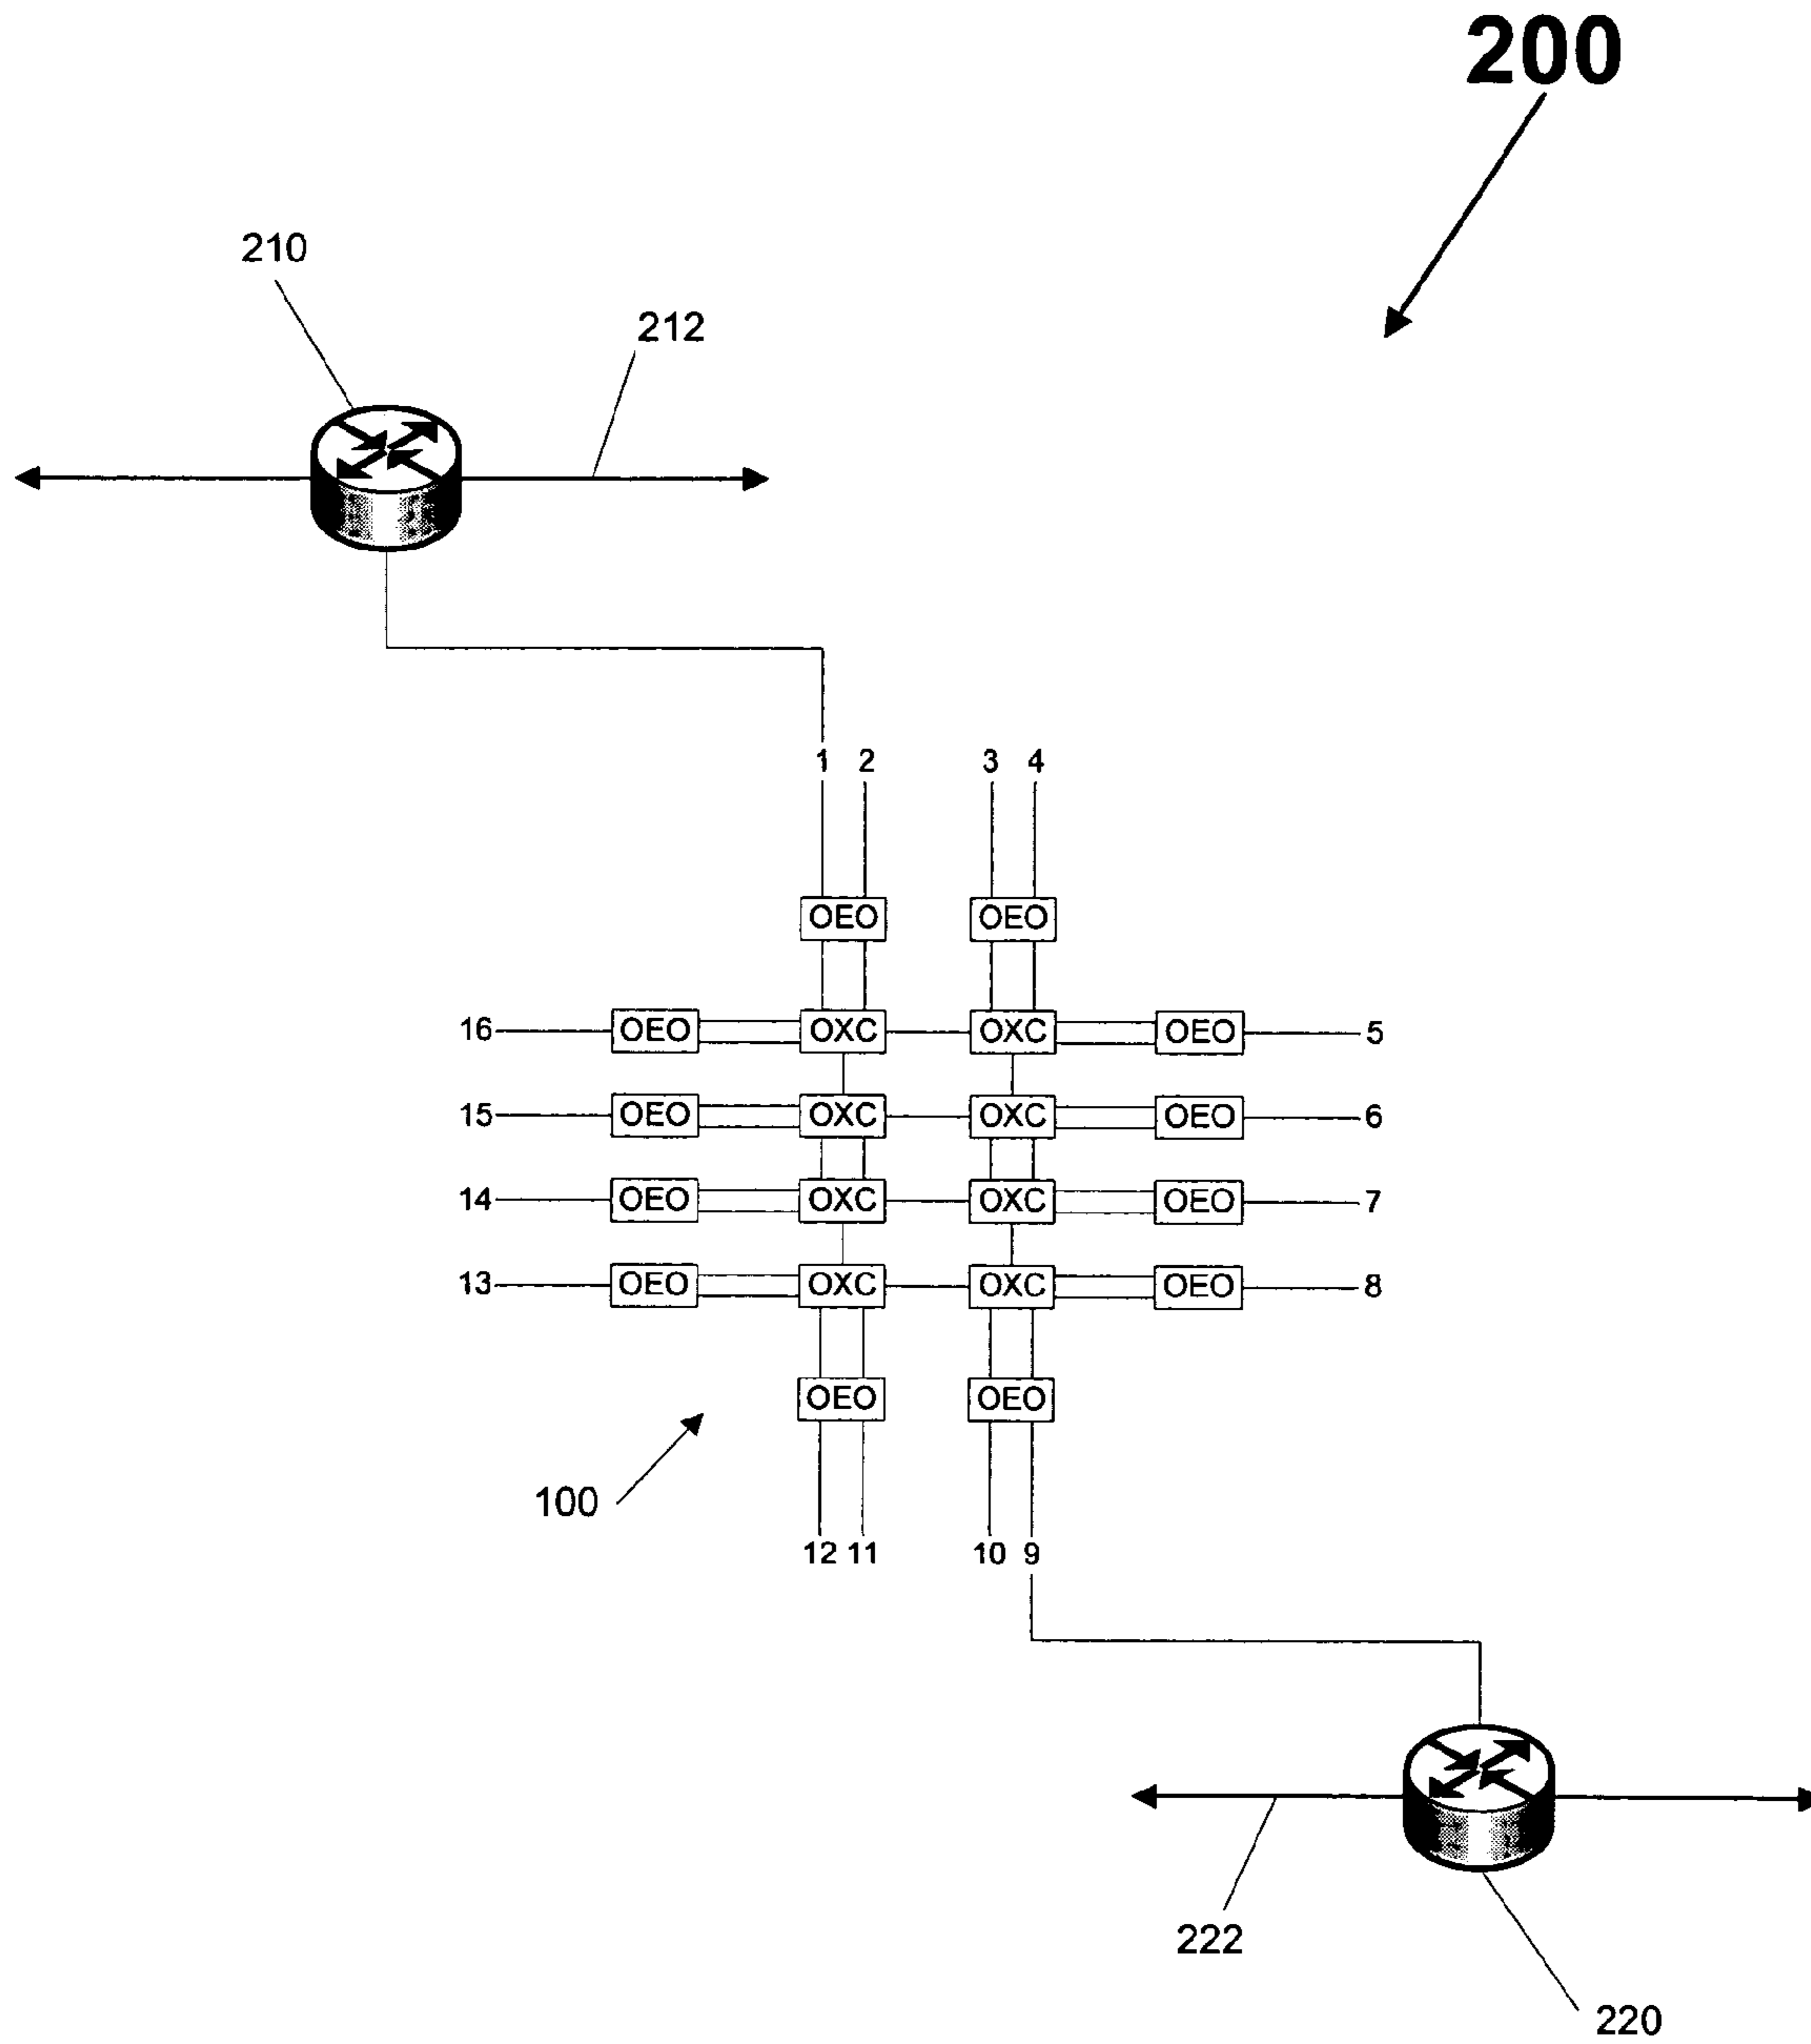 200
210
212
1 2 3 4
OEO OEO
16 OEO OXC OXC OEO 5
15 OEO OXC OXC OEO 6
14 OEO OXC OXC OEO 7
13 OEO OXC OXC OEO 8
OEO OEO
100
12 11 10 9
222
220